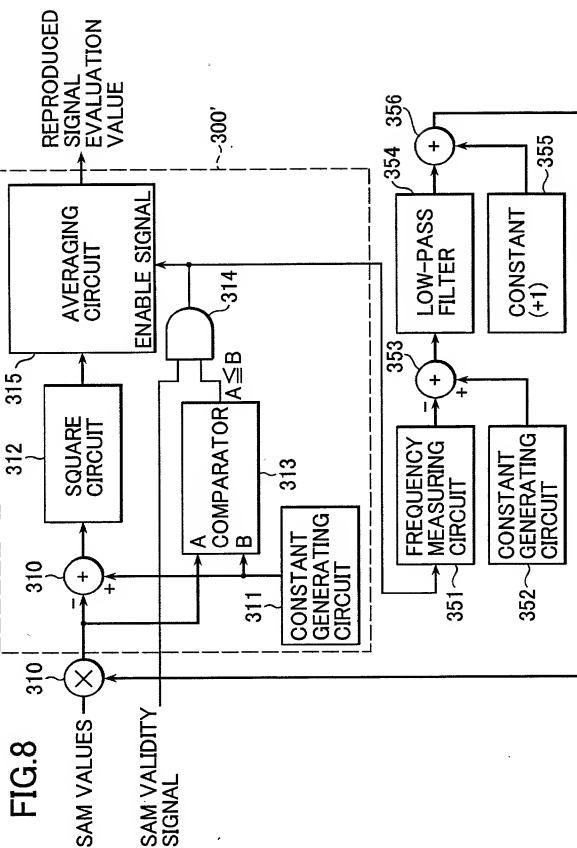 FIG.8
SAM VALUES
310
310
−
+
+
312
SQUARE
CIRCUIT
315
AVERAGING
CIRCUIT
ENABLE SIGNAL
REPRODUCED
SIGNAL
EVALUATION
VALUE
300'
SAM VALIDITY
SIGNAL
A
COMPARATOR
B
313
A≦B
314
311
CONSTANT
GENERATING
CIRCUIT
FREQUENCY
MEASURING
CIRCUIT
351
353
−
+
+
CONSTANT
GENERATING
CIRCUIT
352
354
LOW-PASS
FILTER
356
+
CONSTANT
(+1)
355